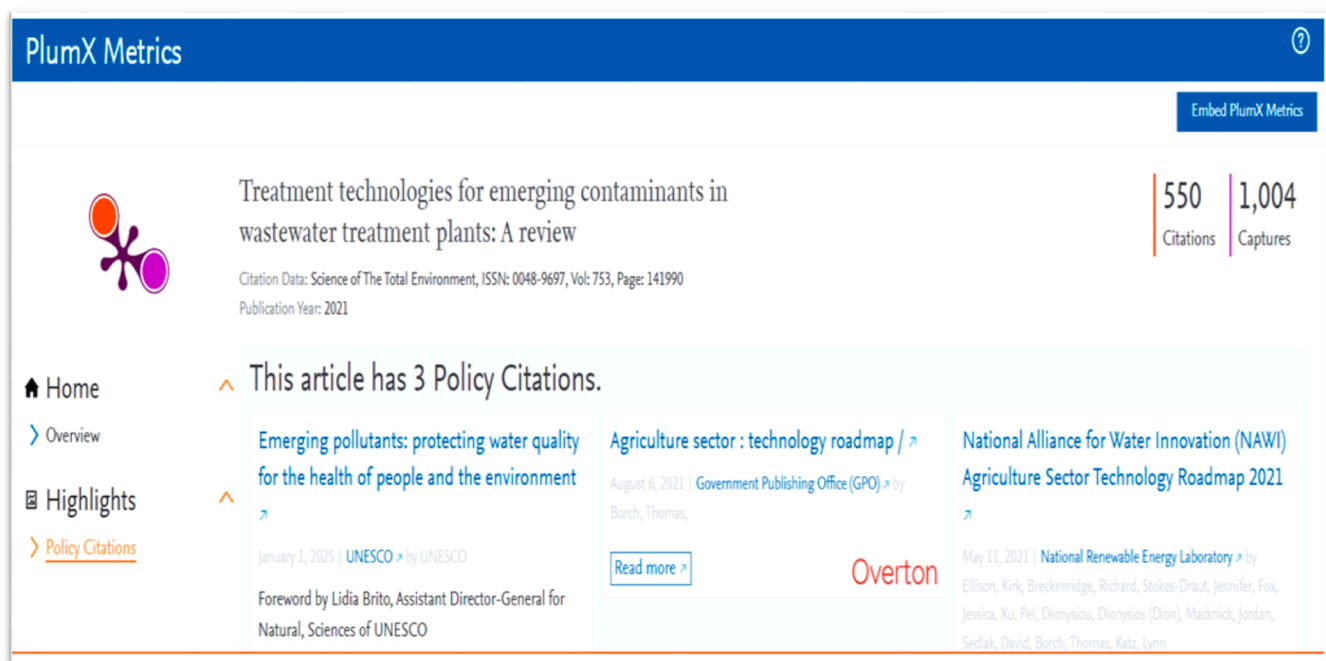 PlumX Metrics
?
Embed PlumX Metrics
Treatment technologies for emerging contaminants in
wastewater treatment plants: A review
550
Citations
1,004
Captures
Citation Data: Science of The Total Environment, ISSN: 0048-9697, Vol: 753, Page: 141990
Publication Year: 2021
Home
Overview
Highlights
Policy Citations
This article has 3 Policy Citations.
Emerging pollutants: protecting water quality
for the health of people and the environment
January 1, 2025 | UNESCO by UNESCO
Foreword by Lidia Brito, Assistant Director-General for
Natural, Sciences of UNESCO
Agriculture sector : technology roadmap /
August 6, 2021 | Government Publishing Office (GPO) by
Borch, Thomas,
Read more
Overton
National Alliance for Water Innovation (NAWI)
Agriculture Sector Technology Roadmap 2021
May 11, 2021 | National Renewable Energy Laboratory by
Ellison, Kirk, Breckenridge, Richard, Stokes-Draut, Jennifer, Fox,
Jessica, Xu, Pei, Dionysiou, Dionysios (Dion), Macknick, Jordan,
Sedlak, David, Borch, Thomas, Katz, Lynn